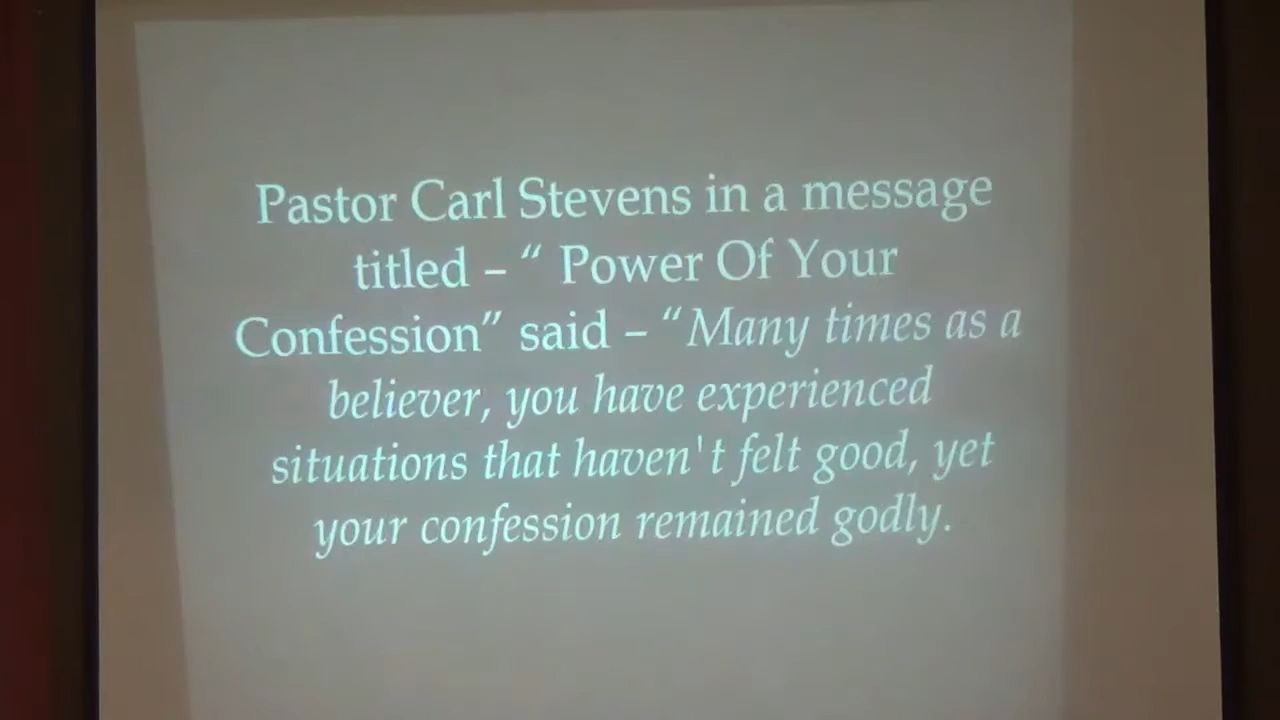 Pastor Carl Stevens in a message
titled – “ Power Of Your
Confession” said – “Many times as a
believer, you have experienced
situations that haven't felt good, yet
your confession remained godly.